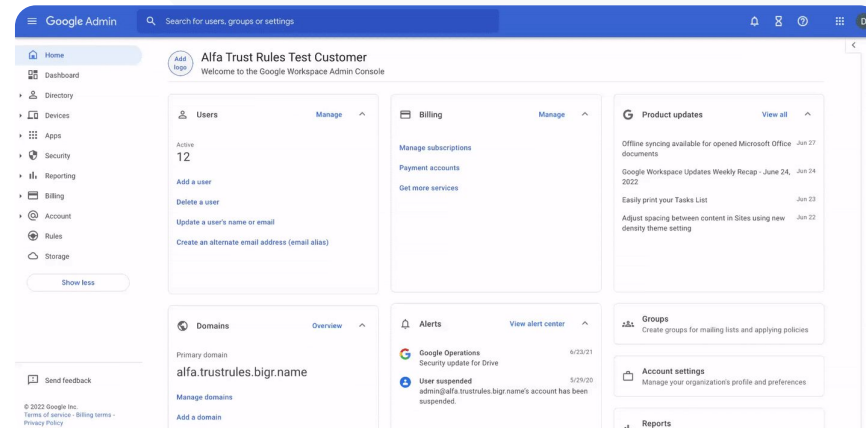 Google Admin
Search for users, groups or settings
Home
Dashboard
Directory
Devices
Apps
Security
Reporting
Billing
Account
Rules
Storage
Show less
Send feedback
© 2022 Google Inc.
Terms of service - Billing terms -
Privacy Policy
Add
logo
Alfa Trust Rules Test Customer
Welcome to the Google Workspace Admin Console
Users
Manage
Active
12
Add a user
Delete a user
Update a user's name or email
Create an alternate email address (email alias)
Billing
Manage
Manage subscriptions
Payment accounts
Get more services
Product updates
View all
Offline syncing available for opened Microsoft Office Jun 27
documents
Google Workspace Updates Weekly Recap - June 24, Jun 24
2022
Easily print your Tasks List Jun 23
Adjust spacing between content in Sites using new Jun 22
density theme setting
Domains
Overview
Primary domain
alfa.trustrules.bigr.name
Manage domains
Add a domain
Alerts
View alert center
Google Operations 6/23/21
Security update for Drive
User suspended 5/29/20
admin@alfa.trustrules.bigr.name's account has been
suspended.
Groups
Create groups for mailing lists and applying policies
Account settings
Manage your organization's profile and preferences
Reports